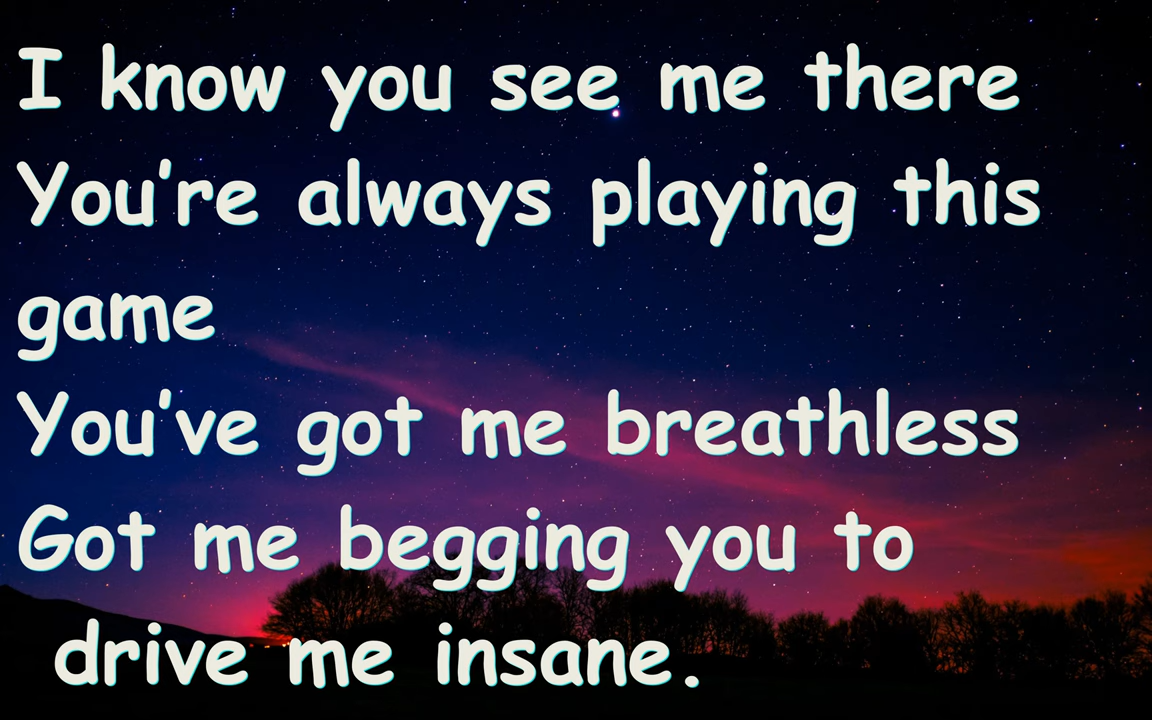 I know you see me there
You're always playing this
game
You've got me breathless
Got me begging you to
drive me insane.